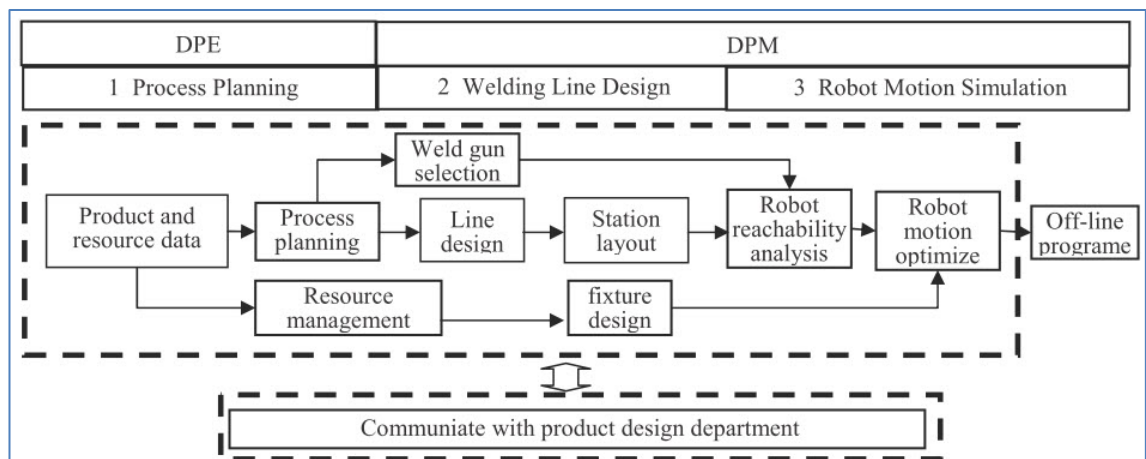 DPE
DPM
1 Process Planning
2 Welding Line Design
3 Robot Motion Simulation
Weld gun
selection
Product and
resource data
Process
planning
Line
design
Station
layout
Robot
reachability
analysis
Robot
motion
optimize
Off-line
programe
Resource
management
fixture
design
Communiate with product design department